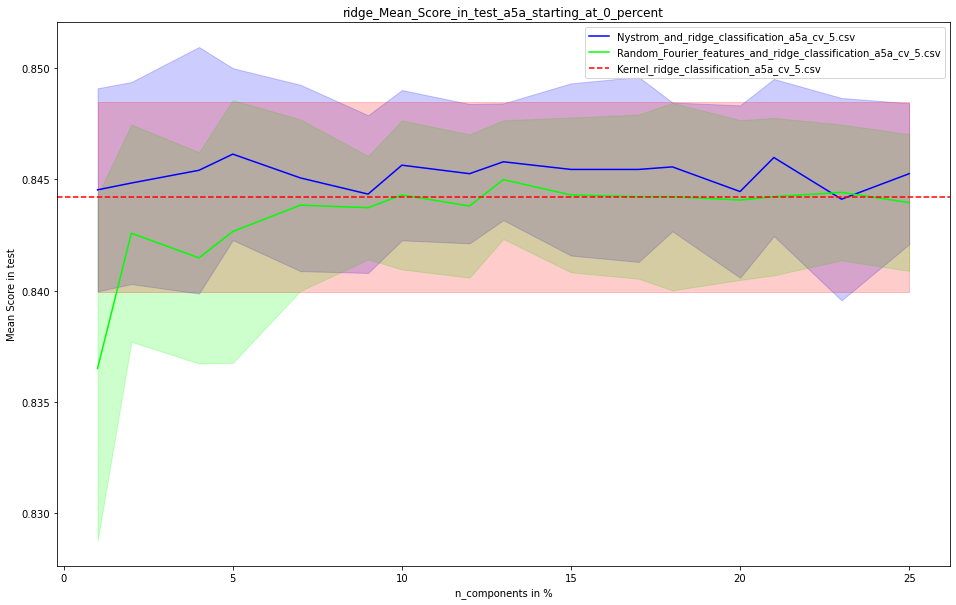 ridge_Mean_Score_in_test_a5a_starting_at_0_percent
Nystrom_and_ridge_classification_a5a_cv_5.csv
Random_Fourier_features_and_ridge_classification_a5a_cv_5.csv
Kernel_ridge_classification_a5a_cv_5.csv
Mean Score in test
0.850
0.845
0.840
0.835
0.830
0 5 10 15 20 25
n_components in %